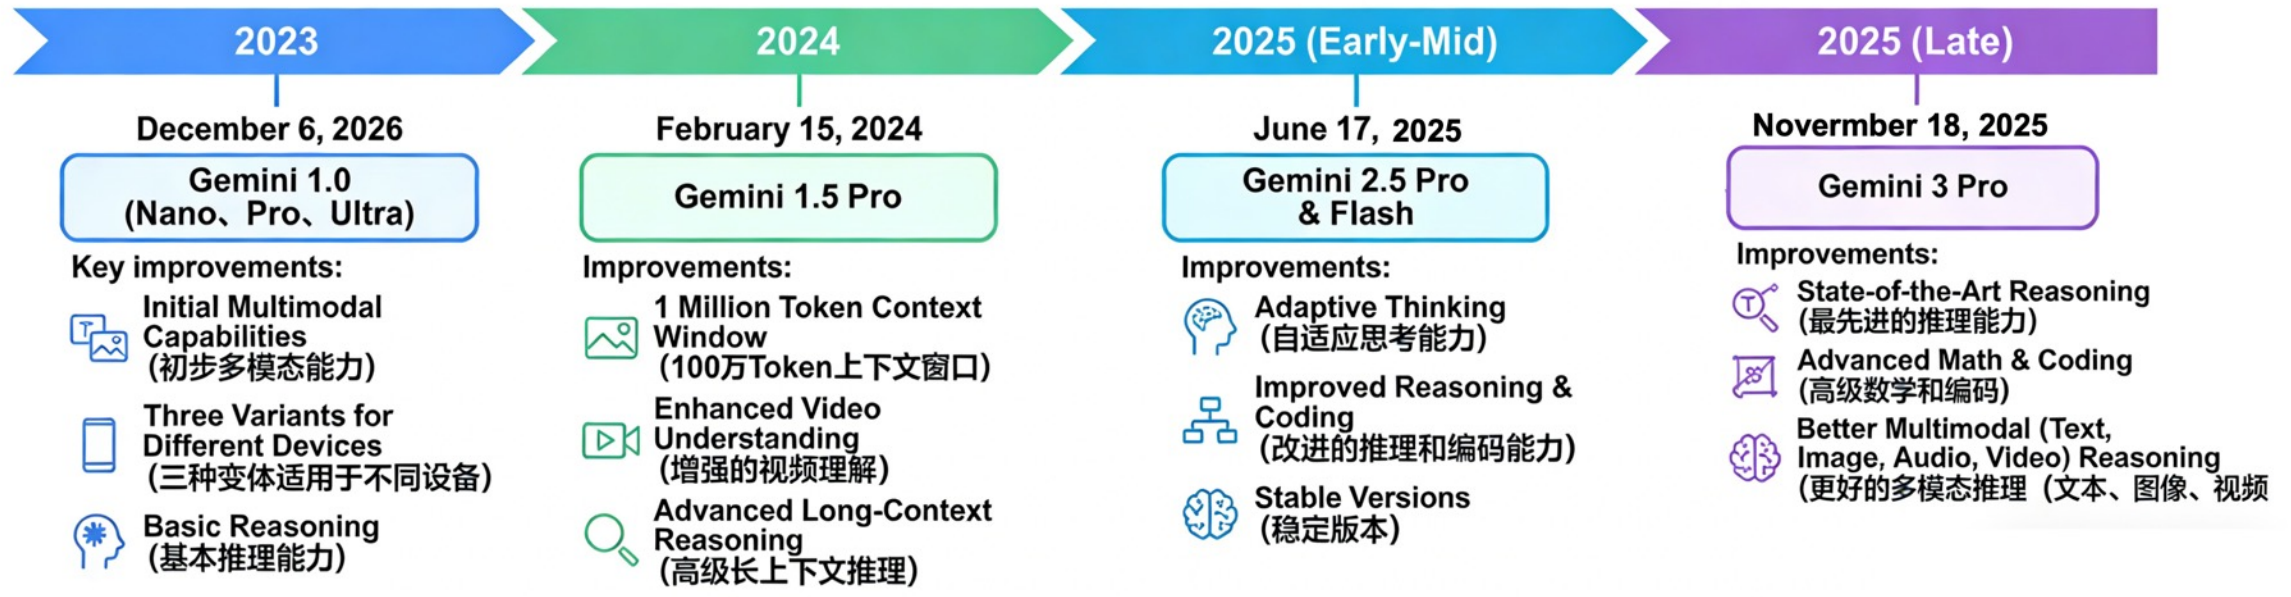 2023
December 6, 2026
Gemini 1.0
(Nano、Pro、Ultra)
Key improvements:
Initial Multimodal
Capabilities
(初步多模态能力)
Three Variants for
Different Devices
(三种变体适用于不同设备)
Basic Reasoning
(基本推理能力)
2024
February 15, 2024
Gemini 1.5 Pro
Improvements:
1 Million Token Context
Window
(100万Token上下文窗口)
Enhanced Video
Understanding
(增强的视频理解)
Advanced Long-Context
Reasoning
(高级长上下文推理)
2025 (Early-Mid)
June 17, 2025
Gemini 2.5 Pro
& Flash
Improvements:
Adaptive Thinking
(自适应思考能力)
Improved Reasoning &
Coding
(改进的推理和编码能力)
Stable Versions
(稳定版本)
2025 (Late)
Novermber 18, 2025
Gemini 3 Pro
Improvements:
T
State-of-the-Art Reasoning
(最先进的推理能力)
Advanced Math & Coding
(高级数学和编码)
Better Multimodal (Text,
Image, Audio, Video) Reasoning
(更好的多模态推理（文本、图像、视频